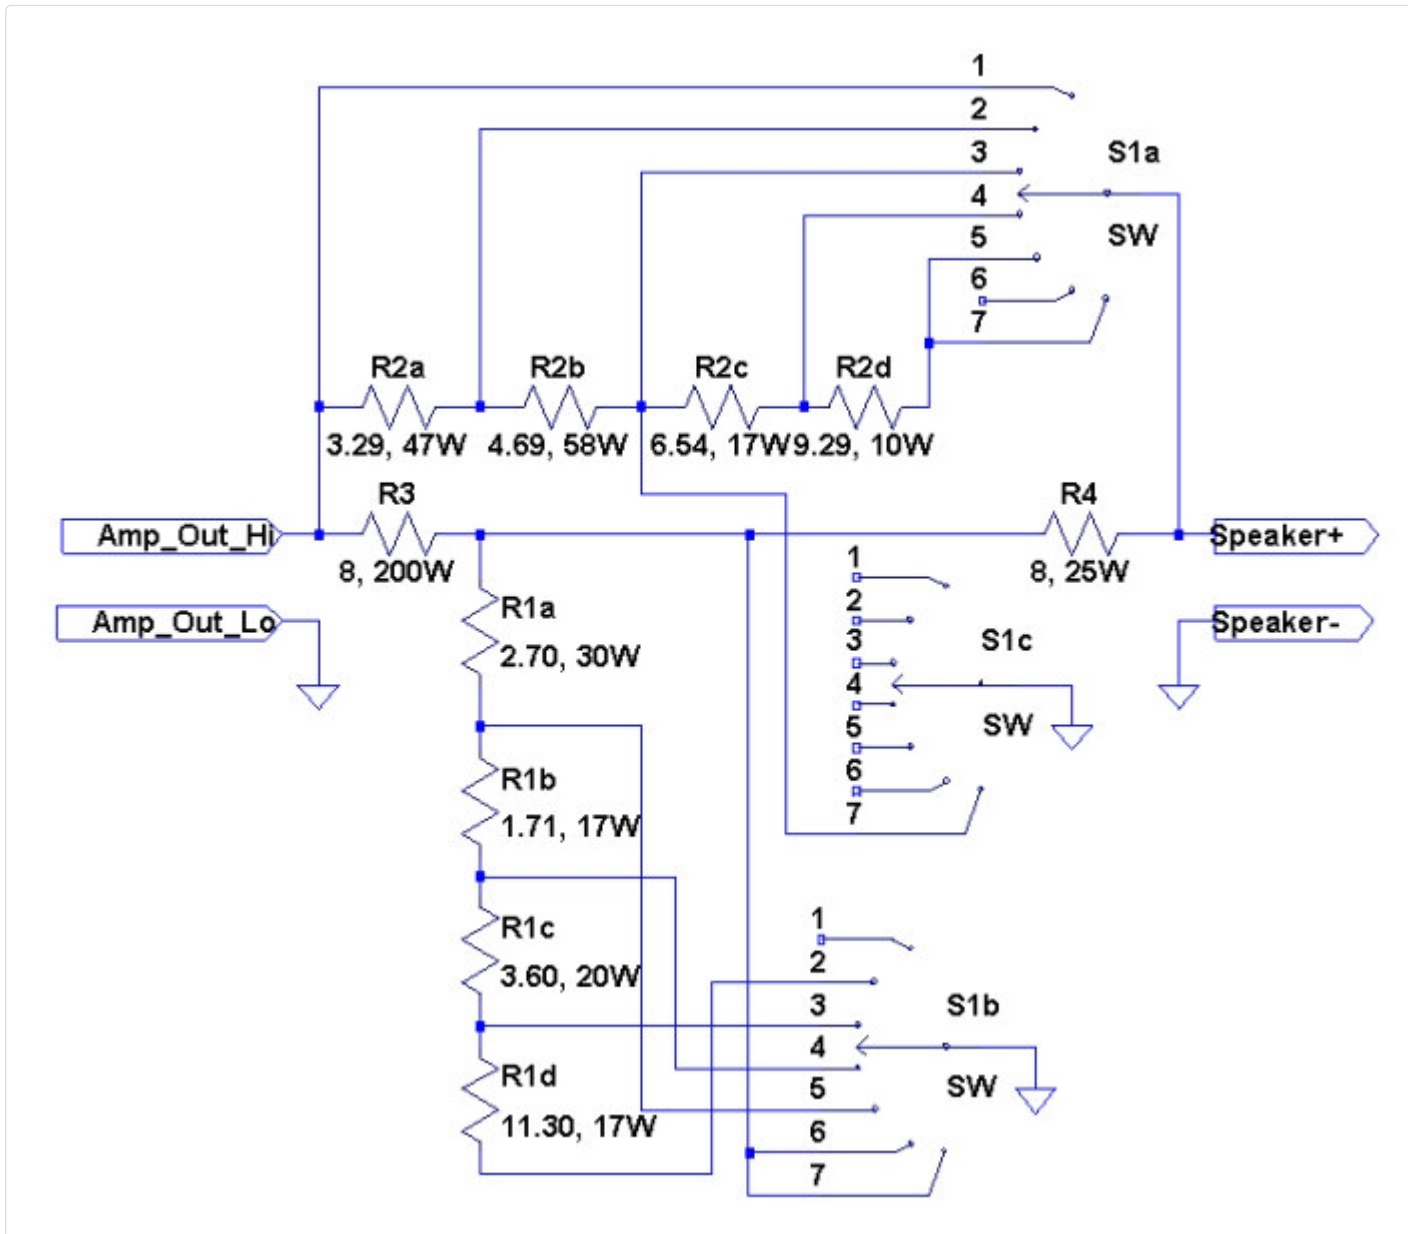 1
2
3
S1a
4
SW
5
6
7
R2a
R2b
R2c
R2d
3.29, 47W
4.69, 58W
6.54, 17W
9.29, 10W
R3
R4
Amp_Out_Hi
Speaker+
8, 200W
8, 25W
1
2
3
S1c
4
SW
5
6
7
Amp_Out_Lo
Speaker-
R1a
2.70, 30W
R1b
1.71, 17W
R1c
3.60, 20W
R1d
11.30, 17W
1
2
3
S1b
4
SW
5
6
7